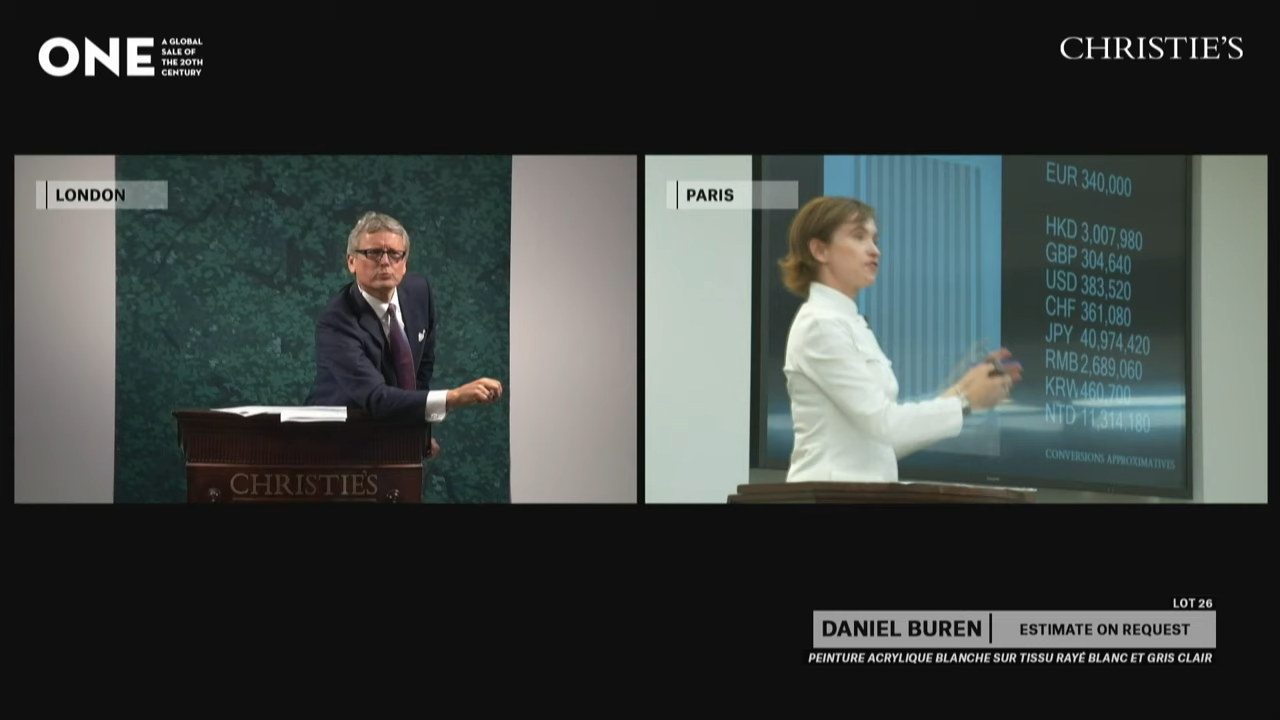 ONE
A GLOBAL
SALE OF
THE 20TH
CENTURY
CHRISTIE'S
LONDON
CHRISTIE'S
PARIS
EUR 340,000
HKD 3,007,980
GBP 304,640
USD 383,520
CHF 361,080
JPY 40,974,420
RMB 2,689,060
KRW 460,700
NTD 11,314,180
CONVERSIONS APPROXIMATIVES
LOT 26
DANIEL BUREN
ESTIMATE ON REQUEST
PEINTURE ACRYLIQUE BLANCHE SUR TISSU RAYÉ BLANC ET GRIS CLAIR